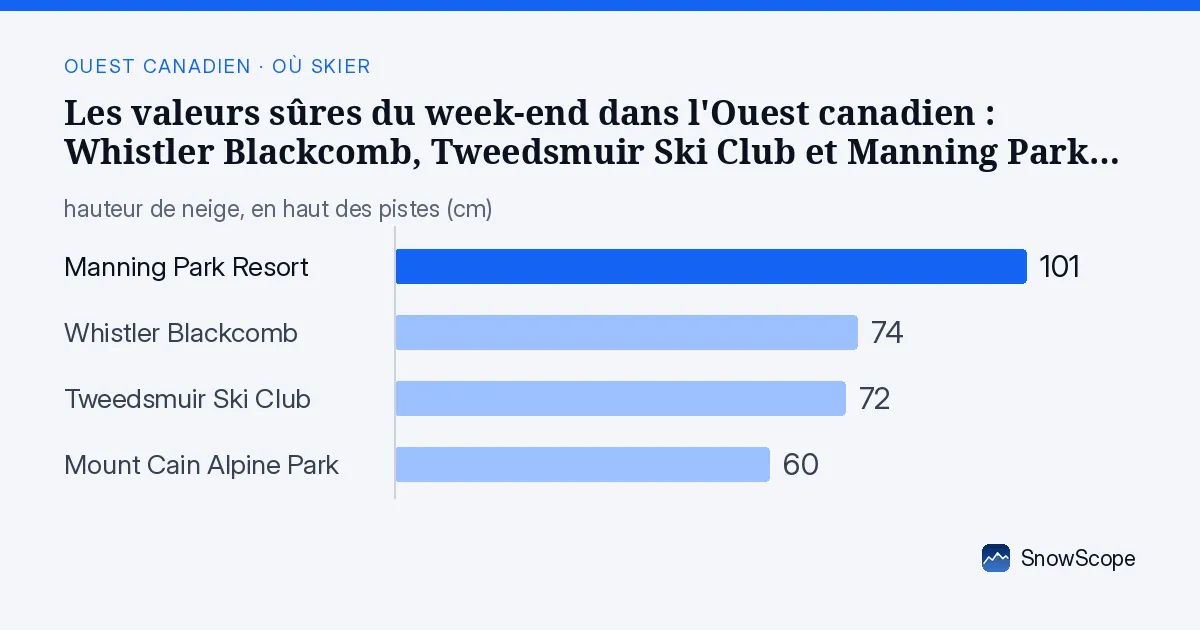 OUEST CANADIEN · OÙ SKIER
Les valeurs sûres du week-end dans l'Ouest canadien :
Whistler Blackcomb, Tweedsmuir Ski Club et Manning Park…
hauteur de neige, en haut des pistes (cm)
Manning Park Resort 101
Whistler Blackcomb 74
Tweedsmuir Ski Club 72
Mount Cain Alpine Park 60
SnowScope